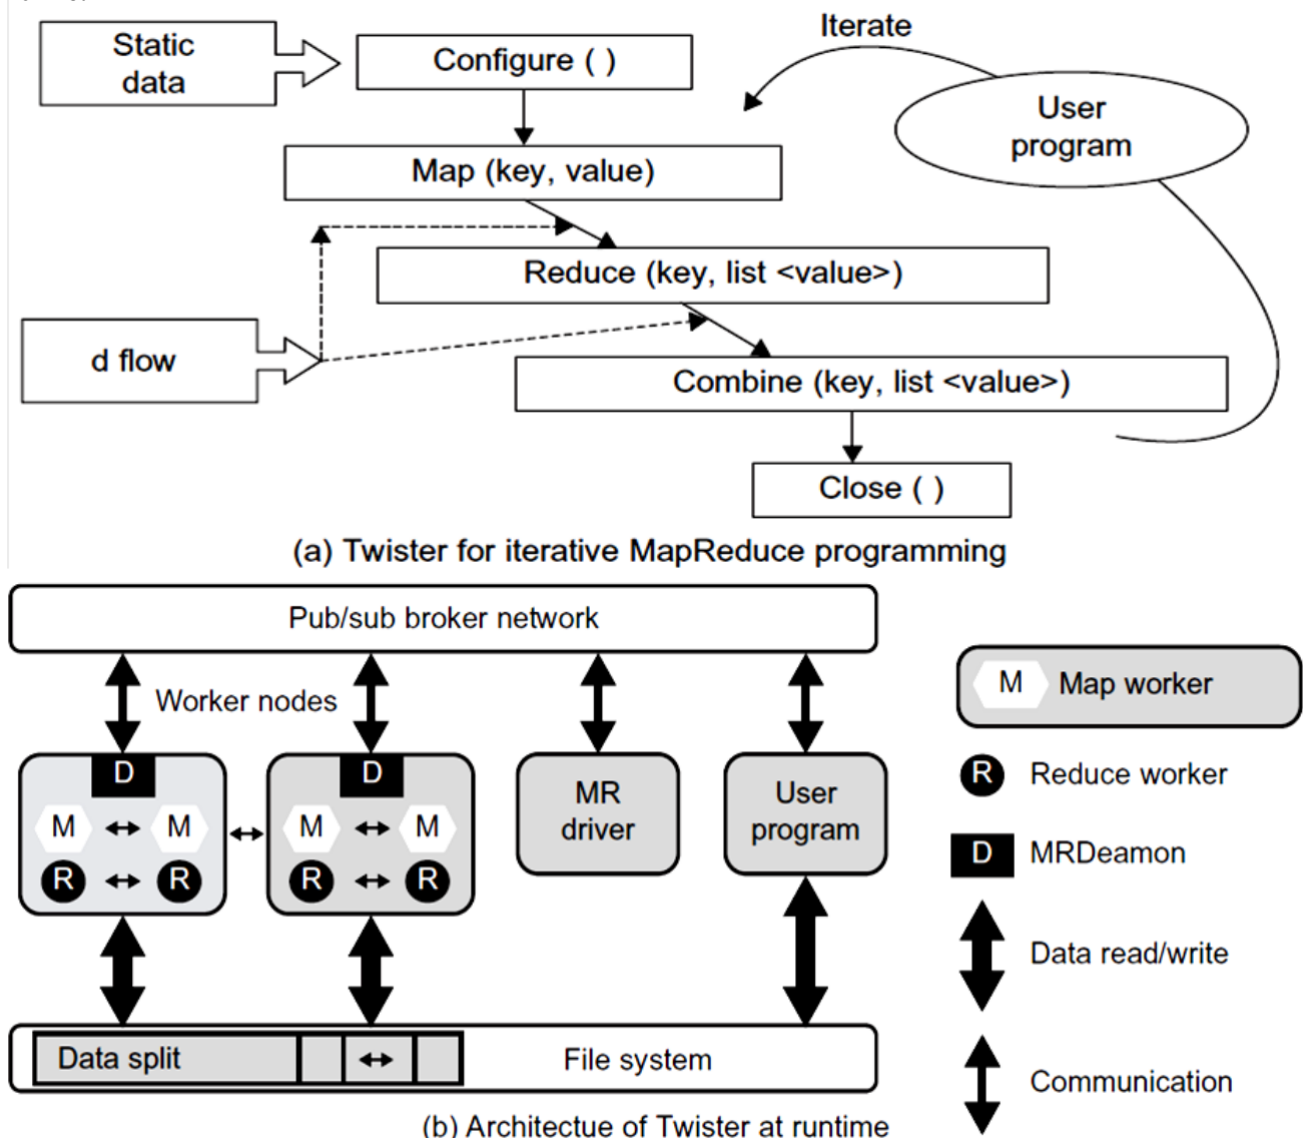 Static
data
Configure ( )
Iterate
User
program
Map (key, value)
Reduce (key, list <value>)
d flow
Combine (key, list <value>)
Close ( )
(a) Twister for iterative MapReduce programming
Pub/sub broker network
Worker nodes
D
D
M
M
M
M
R
R
R
R
MR
driver
User
program
Data split
File system
M Map worker
R Reduce worker
D MRDeamon
Data read/write
Communication
(b) Architectue of Twister at runtime